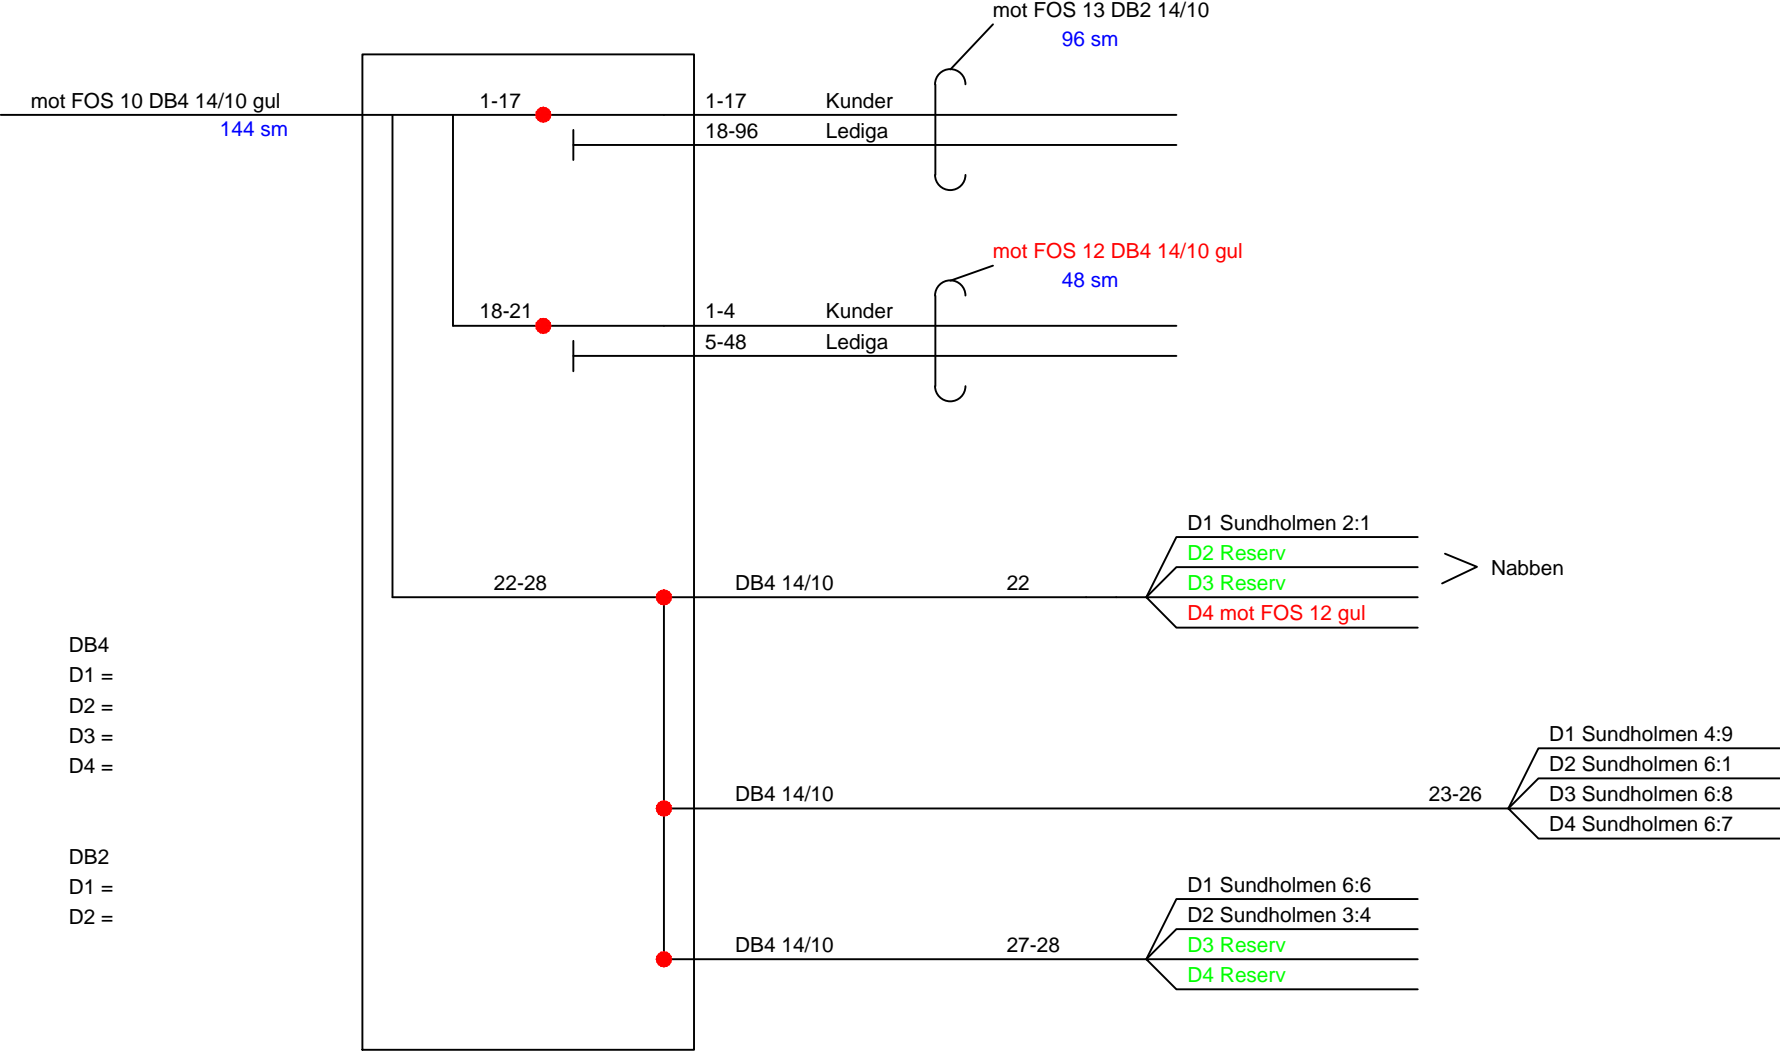 mot FOS 13 DB2 14/10
96 sm
mot FOS 10 DB4 14/10 gul
144 sm
1-17
1-17 Kunder
18-96 Lediga
mot FOS 12 DB4 14/10 gul
48 sm
18-21
1-4 Kunder
5-48 Lediga
D1 Sundholmen 2:1
D2 Reserv
D3 Reserv
D4 mot FOS 12 gul
Nabben
22-28
DB4 14/10
22
DB4
D1 =
D2 =
D3 =
D4 =
D1 Sundholmen 4:9
D2 Sundholmen 6:1
D3 Sundholmen 6:8
D4 Sundholmen 6:7
DB4 14/10
23-26
DB2
D1 =
D2 =
D1 Sundholmen 6:6
D2 Sundholmen 3:4
D3 Reserv
D4 Reserv
DB4 14/10
27-28